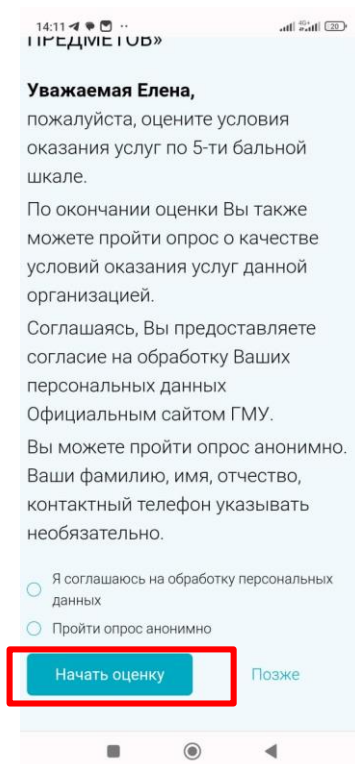 14:11
4G+
20
ПРЕДМЕТОВ»
Уважаемая Елена,
пожалуйста, оцените условия
оказания услуг по 5-ти бальной
шкале.
По окончании оценки Вы также
можете пройти опрос о качестве
условий оказания услуг данной
организацией.
Соглашаясь, Вы предоставляете
согласие на обработку Ваших
персональных данных
Официальным сайтом ГМУ.
Вы можете пройти опрос анонимно.
Ваши фамилию, имя, отчество,
контактный телефон указывать
необязательно.
Я соглашаюсь на обработку персональных
данных
Пройти опрос анонимно
Начать оценку
Позже